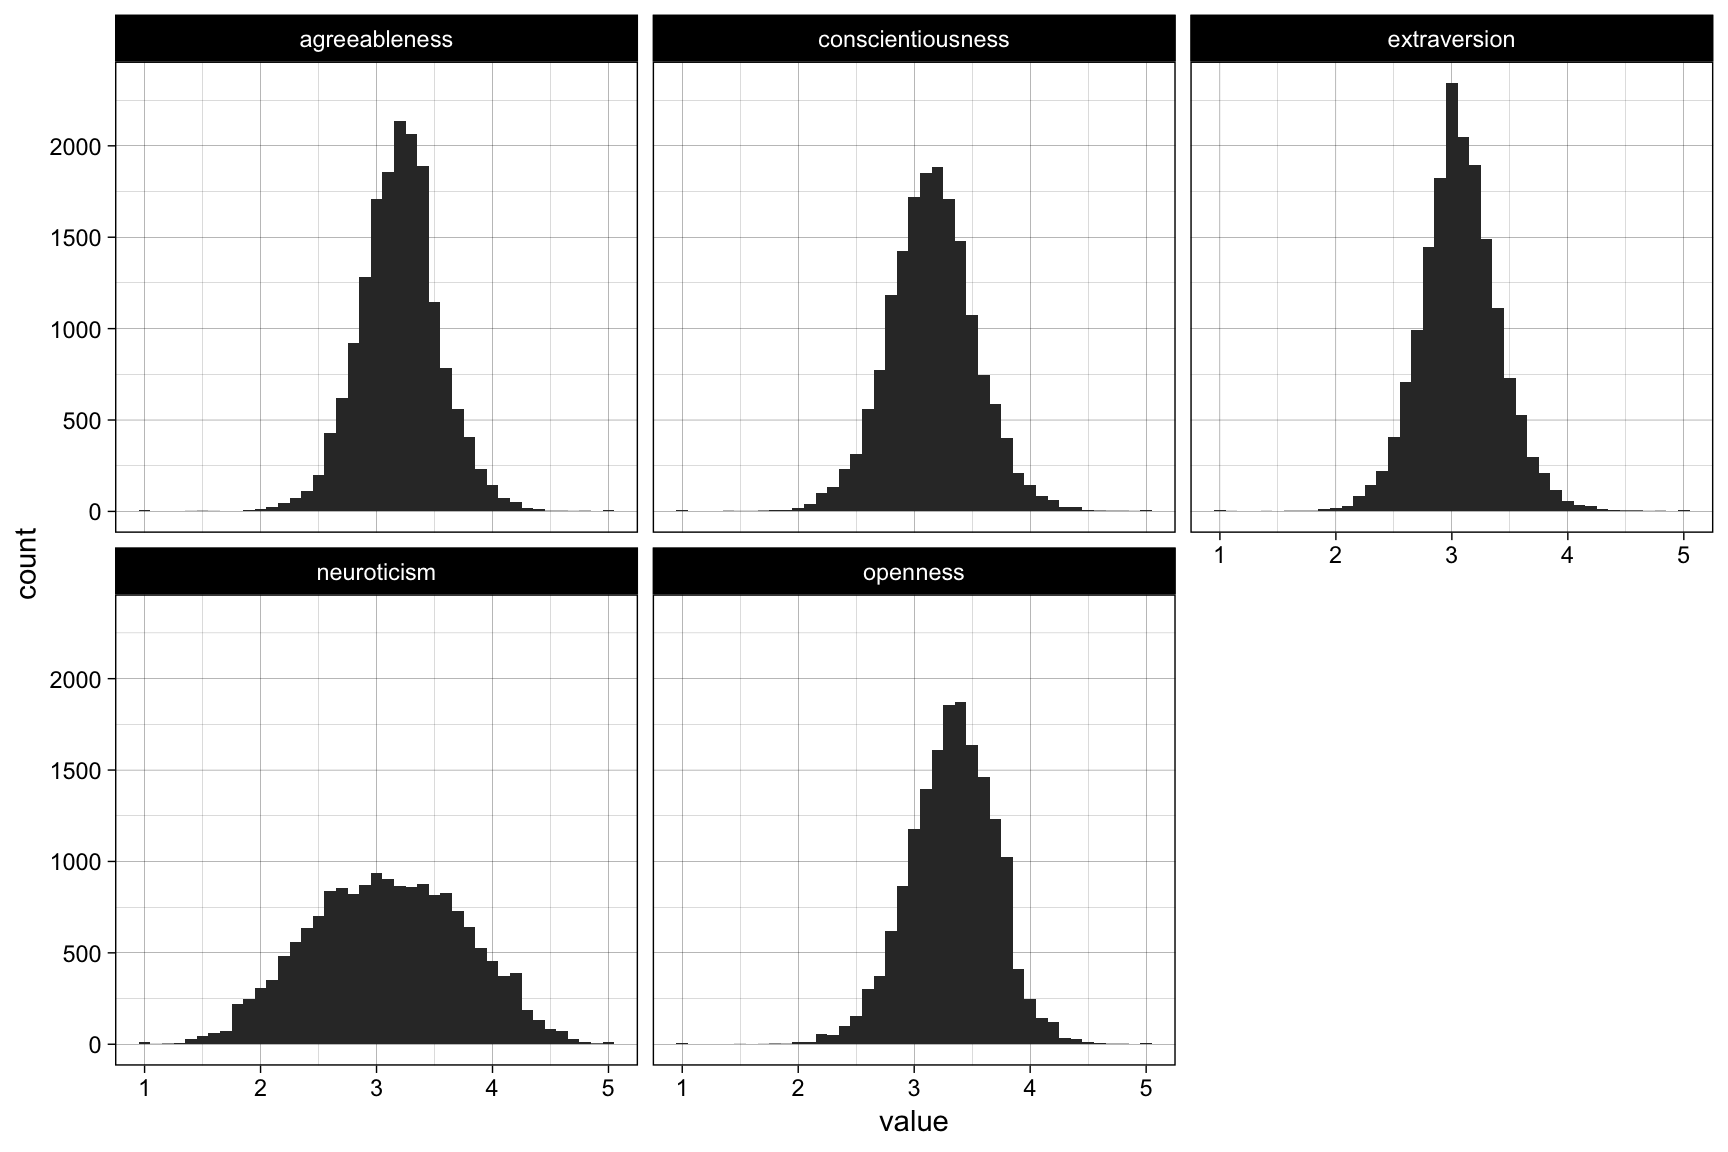 agreeableness
conscientiousness
extraversion
2000
1500
1000
500
0
1 2 3 4 5
count
neuroticism
openness
2000
1500
1000
500
0
1 2 3 4 5
1 2 3 4 5
value